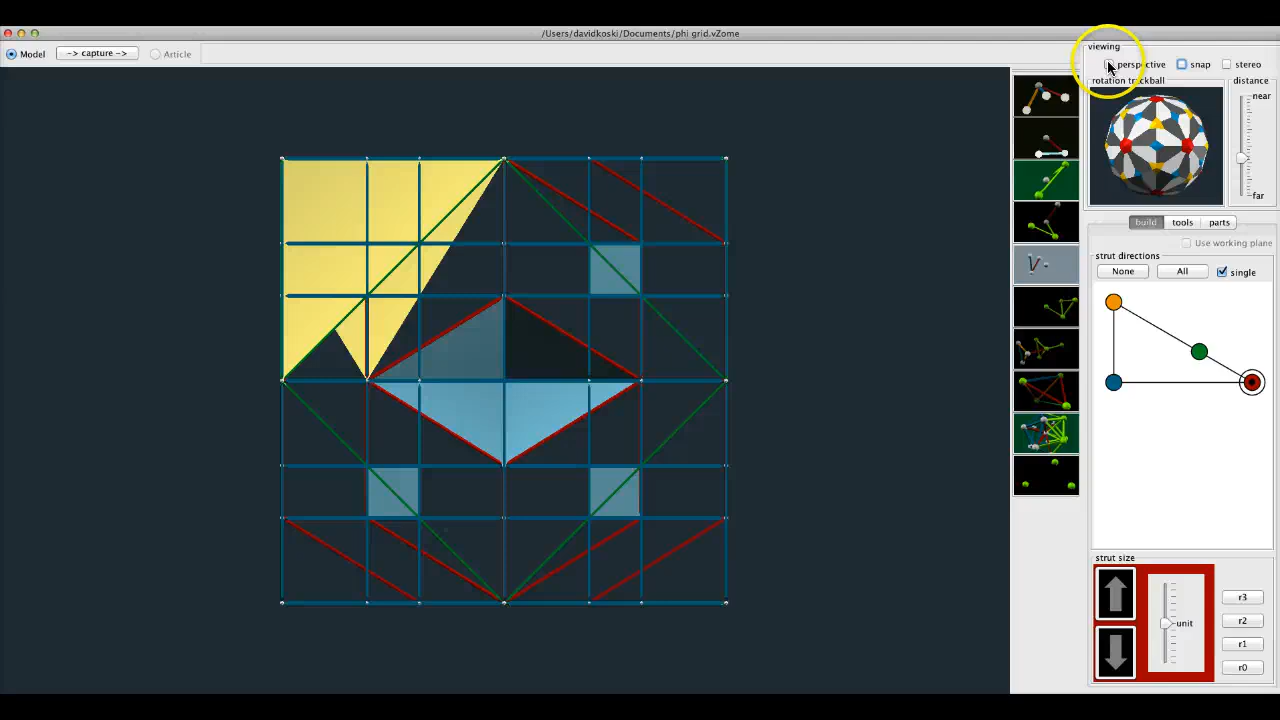 /Users/davidkoski/Documents/phi grid.vZome
Model
-> capture ->
Article
viewing
perspective
snap
stereo
rotation trackball
distance
near
far
build
tools
parts
Use working plane
strut directions
None
All
single
strut size
unit
r3
r2
r1
r0